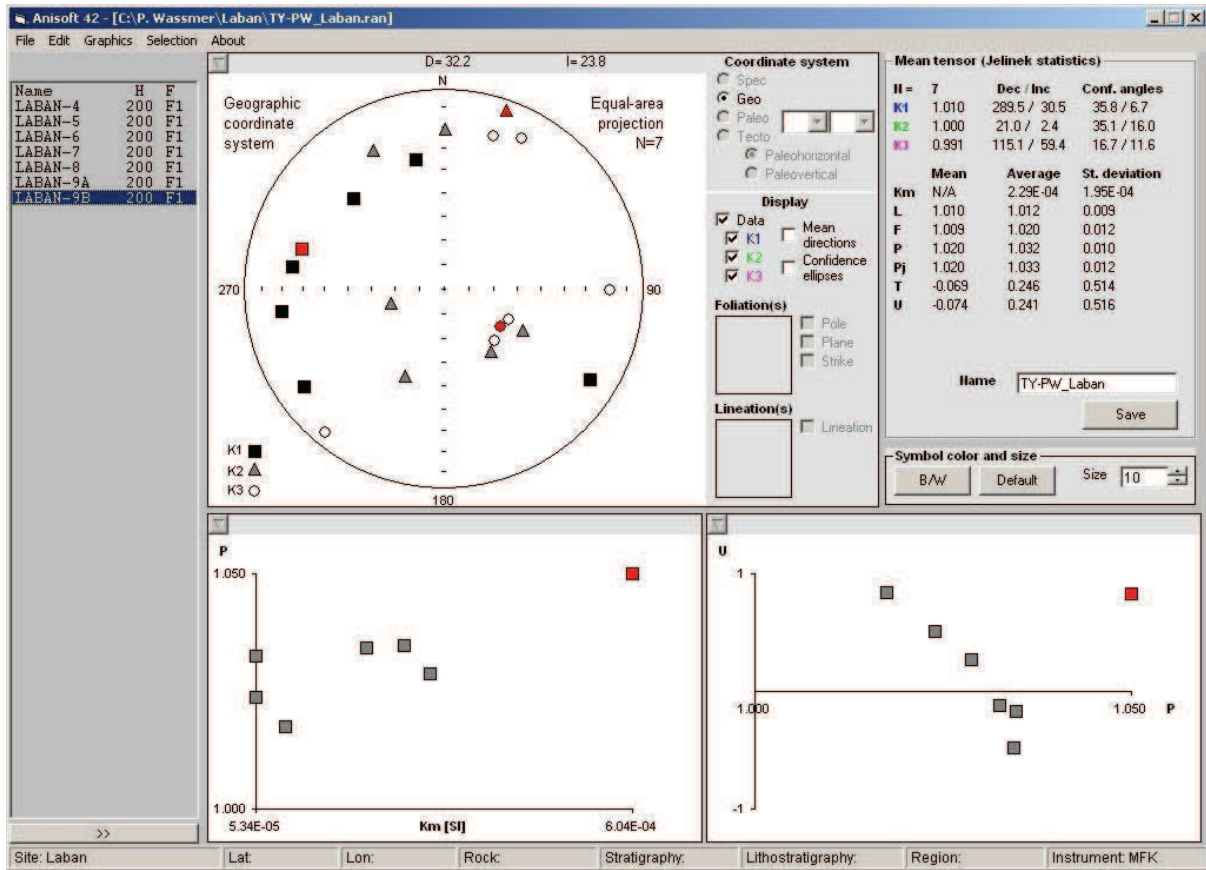 Anisoft 42 - [C:\P. Wassmer\Laban\TY-PW_Laban.ran]
File Edit Graphics Selection About
Name H F
LABAN-4 200 F1
LABAN-5 200 F1
LABAN-6 200 F1
LABAN-7 200 F1
LABAN-8 200 F1
LABAN-9A 200 F1
LABAN-9B 200 F1
>>
D= 32.2 I= 23.8
N
Geographic
coordinate
system
Equal-area
projection
N=7
270
90
180
K1
K2
K3
Coordinate system
Spec
Geo
Paleo
Tecto
Paleohorizontal
Paleovertical
Display
Data
K1
K2
K3
Mean
directions
Confidence
ellipses
Foliation(s)
Pole
Plane
Strike
Lineation(s)
Lineation
Mean tensor (Jelinek statistics)
N = 7 Dec / Inc Conf. angles
K1 1.010 289.5 / 30.5 35.8 / 6.7
K2 1.000 21.0 / 2.4 35.1 / 16.0
K3 0.991 115.1 / 59.4 16.7 / 11.6
Mean Average St. deviation
Km N/A 2.29E-04 1.95E-04
L 1.010 1.012 0.009
F 1.009 1.020 0.012
P 1.020 1.032 0.010
Pj 1.020 1.033 0.012
T -0.069 0.246 0.514
U -0.074 0.241 0.516
Name TY-PW_Laban
Save
Symbol color and size
B/W Default Size 10
P
1.050
1.000
5.34E-05 Km [SI] 6.04E-04
U
1
1.000 1.050 P
-1
Site: Laban Lat: Lon: Rock: Stratigraphy: Lithostratigraphy: Region: Instrument: MFK